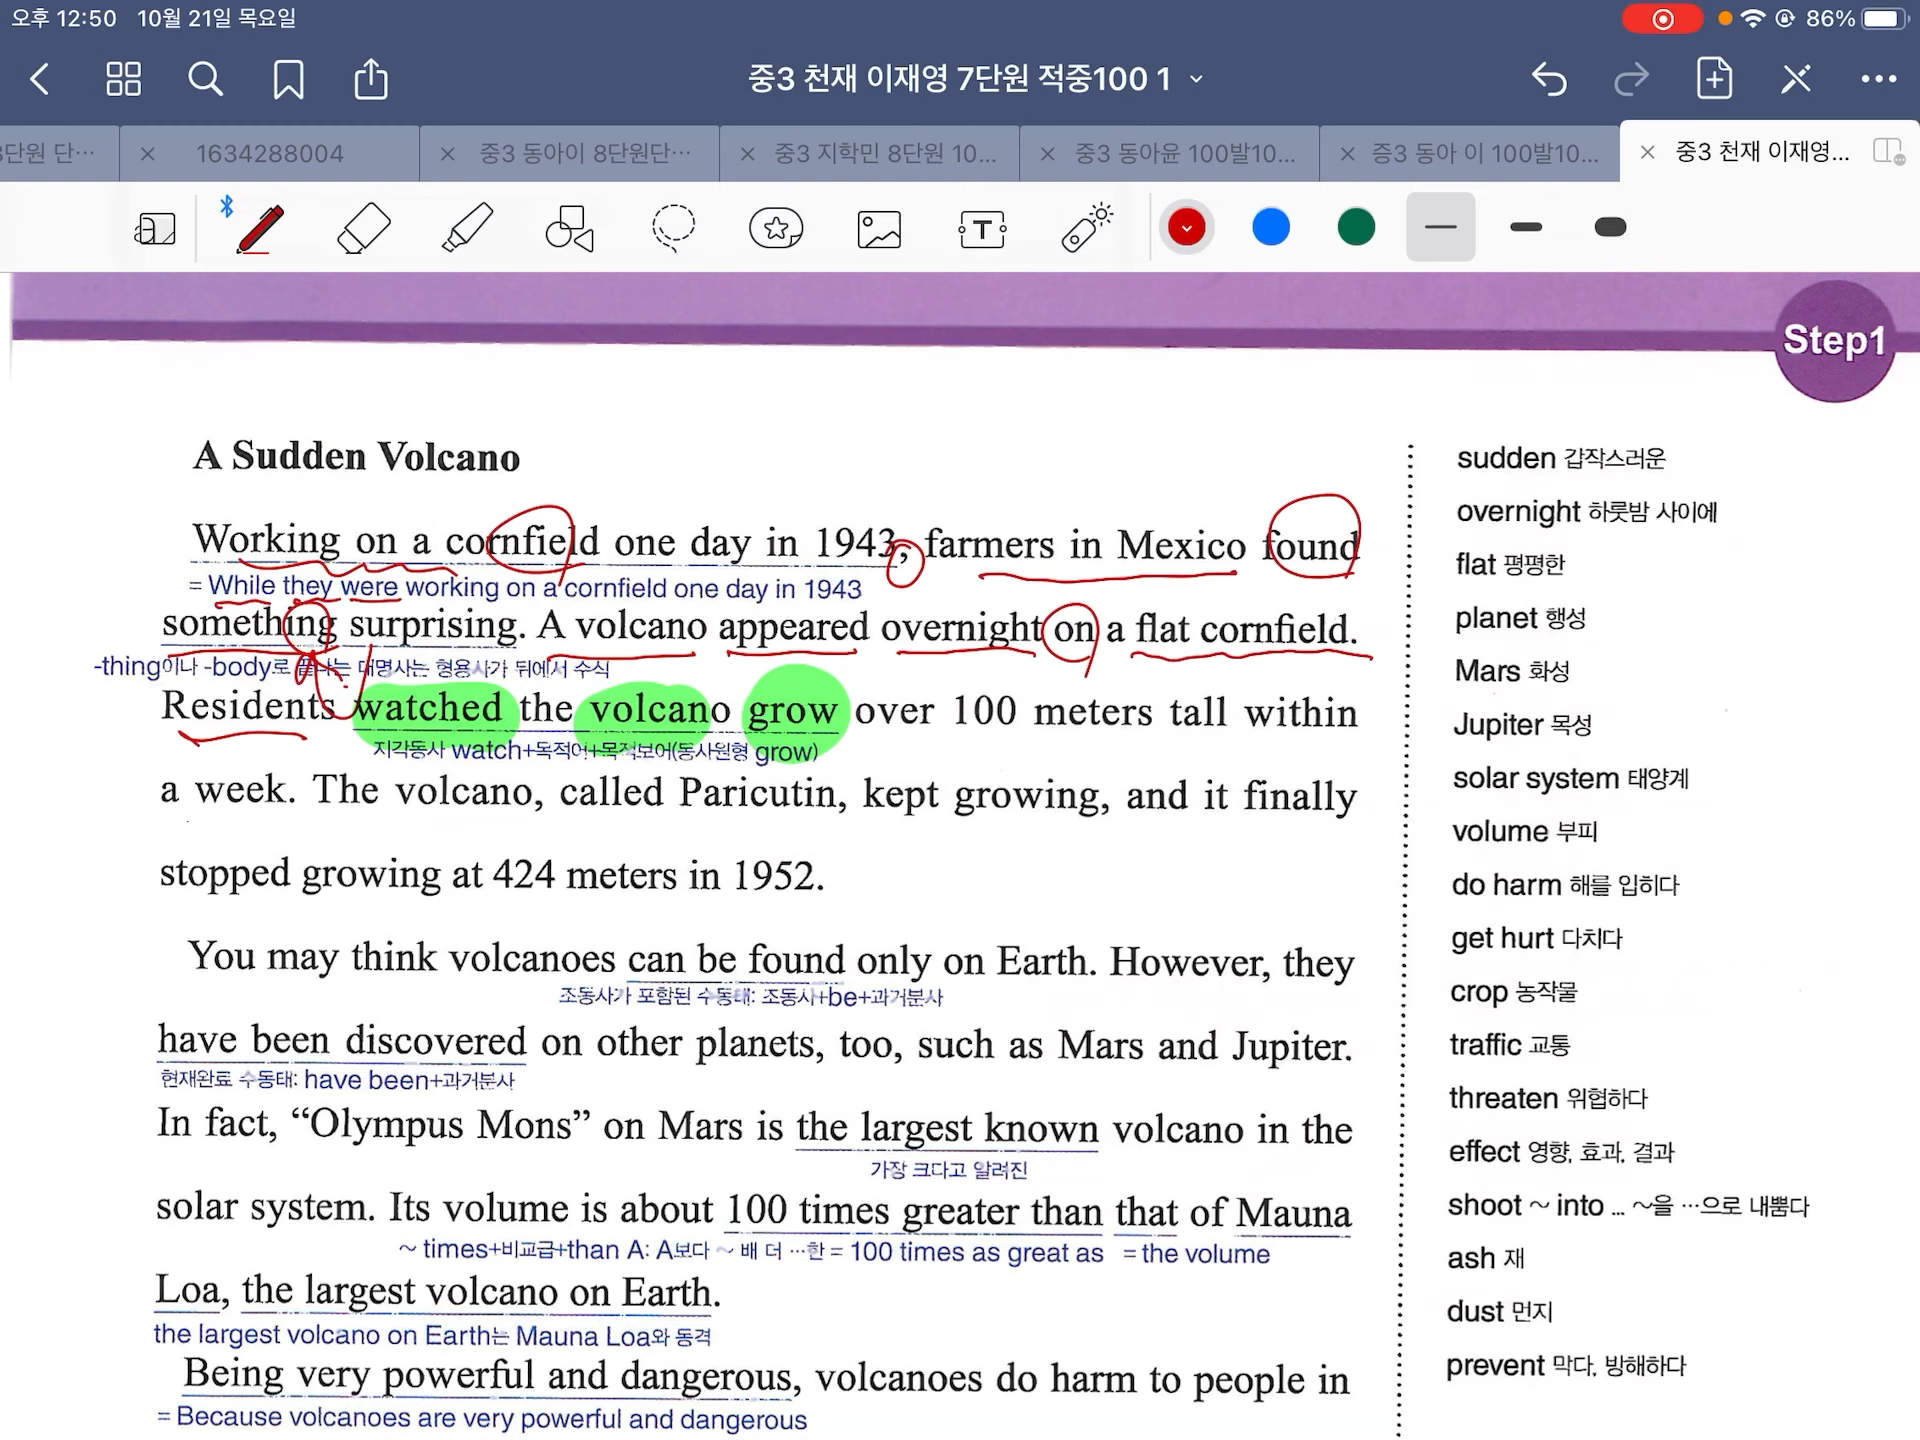 오후 12:50 10월 21일 목요일 86%
중3 천재 이재영 7단원 적중100 1
단원 단… 1634288004 중3 동아이 8단원단… 중3 지학민 8단원 10... 중3 동아윤 100발10... 증3 동아 이 100발10... 중3 천재 이재영...
Step1
A Sudden Volcano
Working on a cornfield one day in 1943, farmers in Mexico found
= While they were working on a cornfield one day in 1943
something surprising. A volcano appeared overnight on a flat cornfield.
-thing이나 -body로 끝나는 대명사는 형용사가 뒤에서 수식
Residents watched the volcano grow over 100 meters tall within
지각동사 watch+목적어+목적보어(동사원형 grow)
a week. The volcano, called Paricutin, kept growing, and it finally
stopped growing at 424 meters in 1952.
You may think volcanoes can be found only on Earth. However, they
조동사가 포함된 수동태: 조동사+be+과거분사
have been discovered on other planets, too, such as Mars and Jupiter.
현재완료 수동태: have been+과거분사
In fact, “Olympus Mons” on Mars is the largest known volcano in the
가장 크다고 알려진
solar system. Its volume is about 100 times greater than that of Mauna
~ times+비교급+than A: A보다 ~ 배 더 …한 = 100 times as great as = the volume
Loa, the largest volcano on Earth.
the largest volcano on Earth는 Mauna Loa와 동격
Being very powerful and dangerous, volcanoes do harm to people in
= Because volcanoes are very powerful and dangerous
sudden 갑작스러운
overnight 하룻밤 사이에
flat 평평한
planet 행성
Mars 화성
Jupiter 목성
solar system 태양계
volume 부피
do harm 해를 입히다
get hurt 다치다
crop 농작물
traffic 교통
threaten 위협하다
effect 영향, 효과, 결과
shoot ~ into ... ~을 …으로 내뿜다
ash 재
dust 먼지
prevent 막다, 방해하다